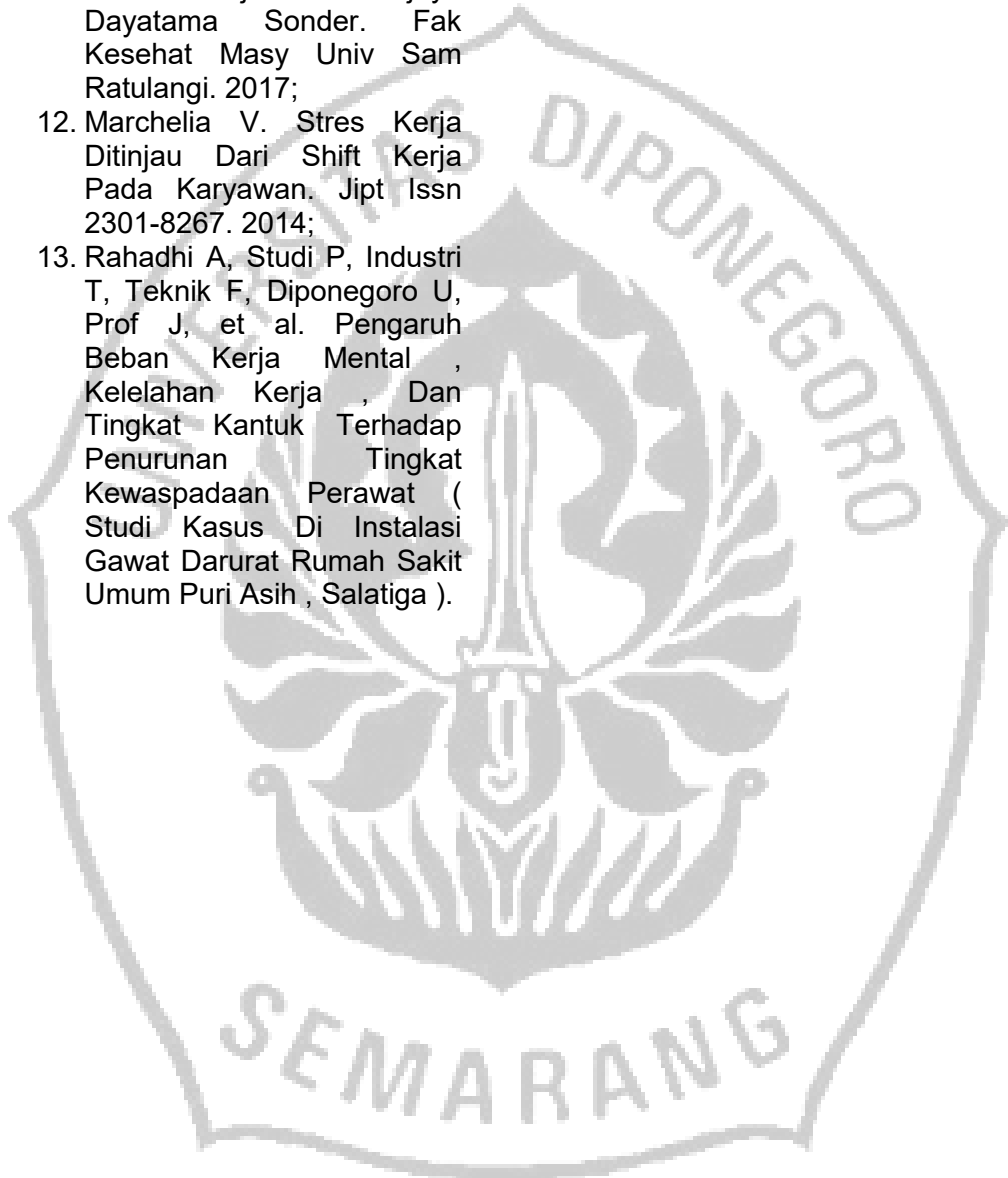 Dayatama Sonder. Fak
Kesehat Masy Univ Sam
Ratulangi. 2017;
12. Marchelia V. Stres Kerja
Ditinjau Dari Shift Kerja
Pada Karyawan. Jipt Issn
2301-8267. 2014;
13. Rahadhi A, Studi P, Industri
T, Teknik F, Diponegoro U,
Prof J, et al. Pengaruh
Beban Kerja Mental ,
Kelelahan Kerja , Dan
Tingkat Kantuk Terhadap
Penurunan Tingkat
Kewaspadaan Perawat (
Studi Kasus Di Instalasi
Gawat Darurat Rumah Sakit
Umum Puri Asih , Salatiga ).
UNIVERSITAS DIPONEGORO
SEMARANG